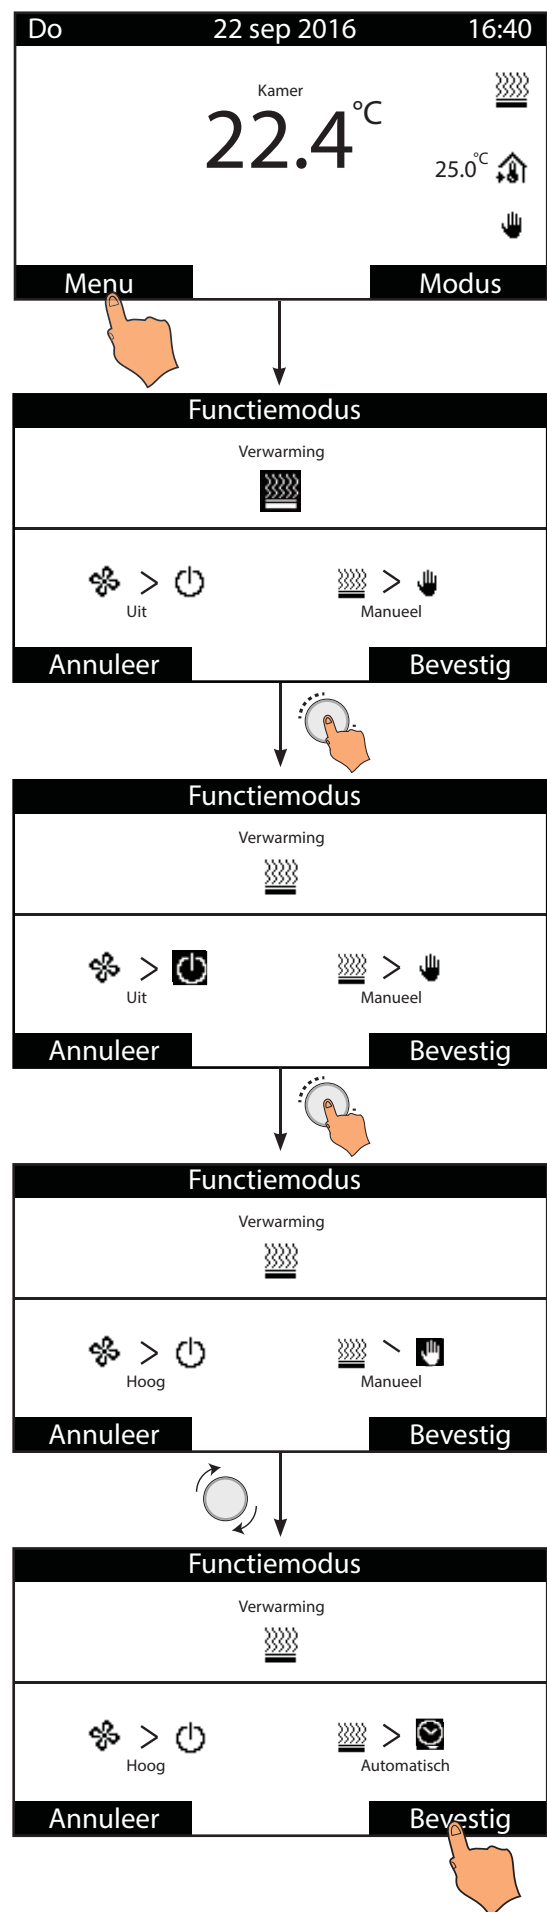 Do 22 sep 2016 16:40
Kamer
22.4°C
25.0°C
Menu Modus
Functiemodus
Verwarming
> >
Uit Manueel
Annuleer Bevestig
Functiemodus
Verwarming
> >
Uit Manueel
Annuleer Bevestig
Functiemodus
Verwarming
>
Hoog Manueel
Annuleer Bevestig
Functiemodus
Verwarming
> >
Hoog Automatisch
Annuleer Bevestig